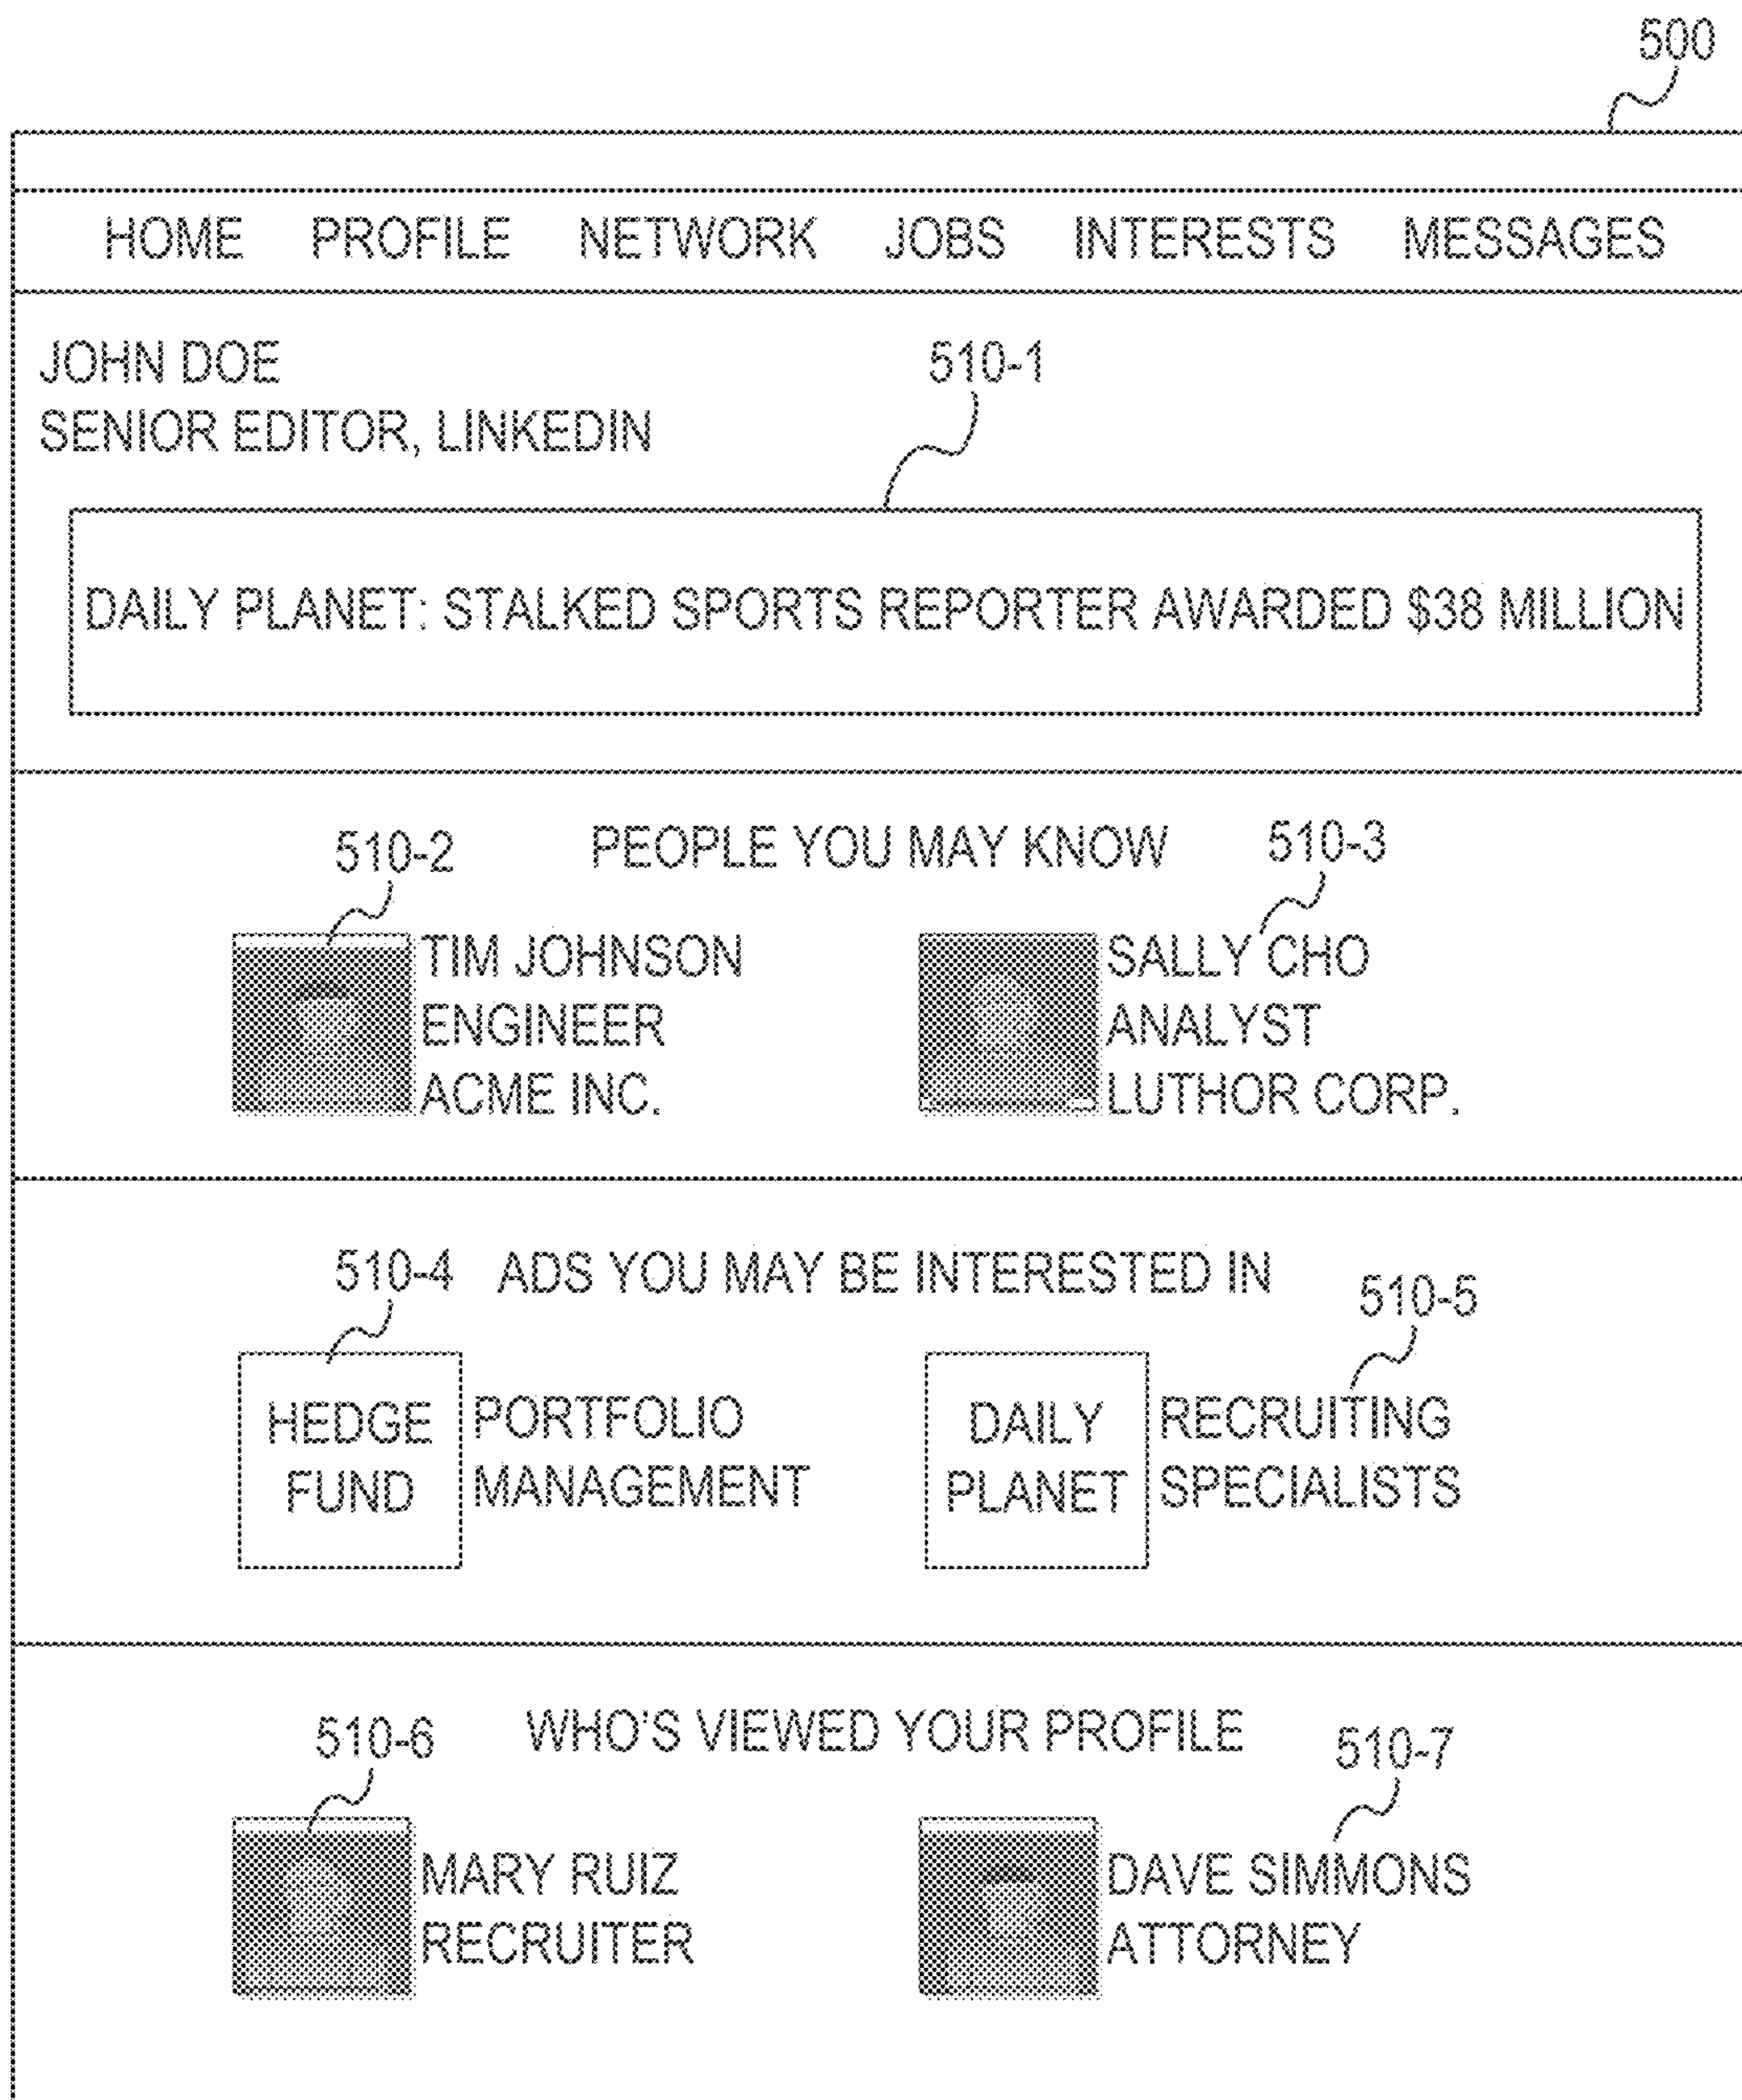 500
HOME PROFILE NETWORK JOBS INTERESTS MESSAGES
JOHN DOE
SENIOR EDITOR, LINKEDIN
510-1
DAILY PLANET: STALKED SPORTS REPORTER AWARDED $38 MILLION
PEOPLE YOU MAY KNOW
510-2
TIM JOHNSON
ENGINEER
ACME INC.
510-3
SALLY CHO
ANALYST
LUTHOR CORP.
ADS YOU MAY BE INTERESTED IN
510-4
HEDGE
FUND
PORTFOLIO
MANAGEMENT
510-5
DAILY
PLANET
RECRUITING
SPECIALISTS
WHO'S VIEWED YOUR PROFILE
510-6
MARY RUIZ
RECRUITER
510-7
DAVE SIMMONS
ATTORNEY